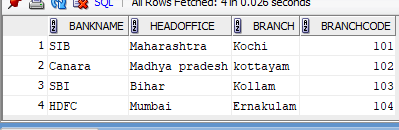 SQL | All Rows Fetched: 4 in 0.026 seconds
BANKNAME HEADOFFICE BRANCH BRANCHCODE
1 SIB Maharashtra Kochi 101
2 Canara Madhya pradesh kottayam 102
3 SBI Bihar Kollam 103
4 HDFC Mumbai Ernakulam 104